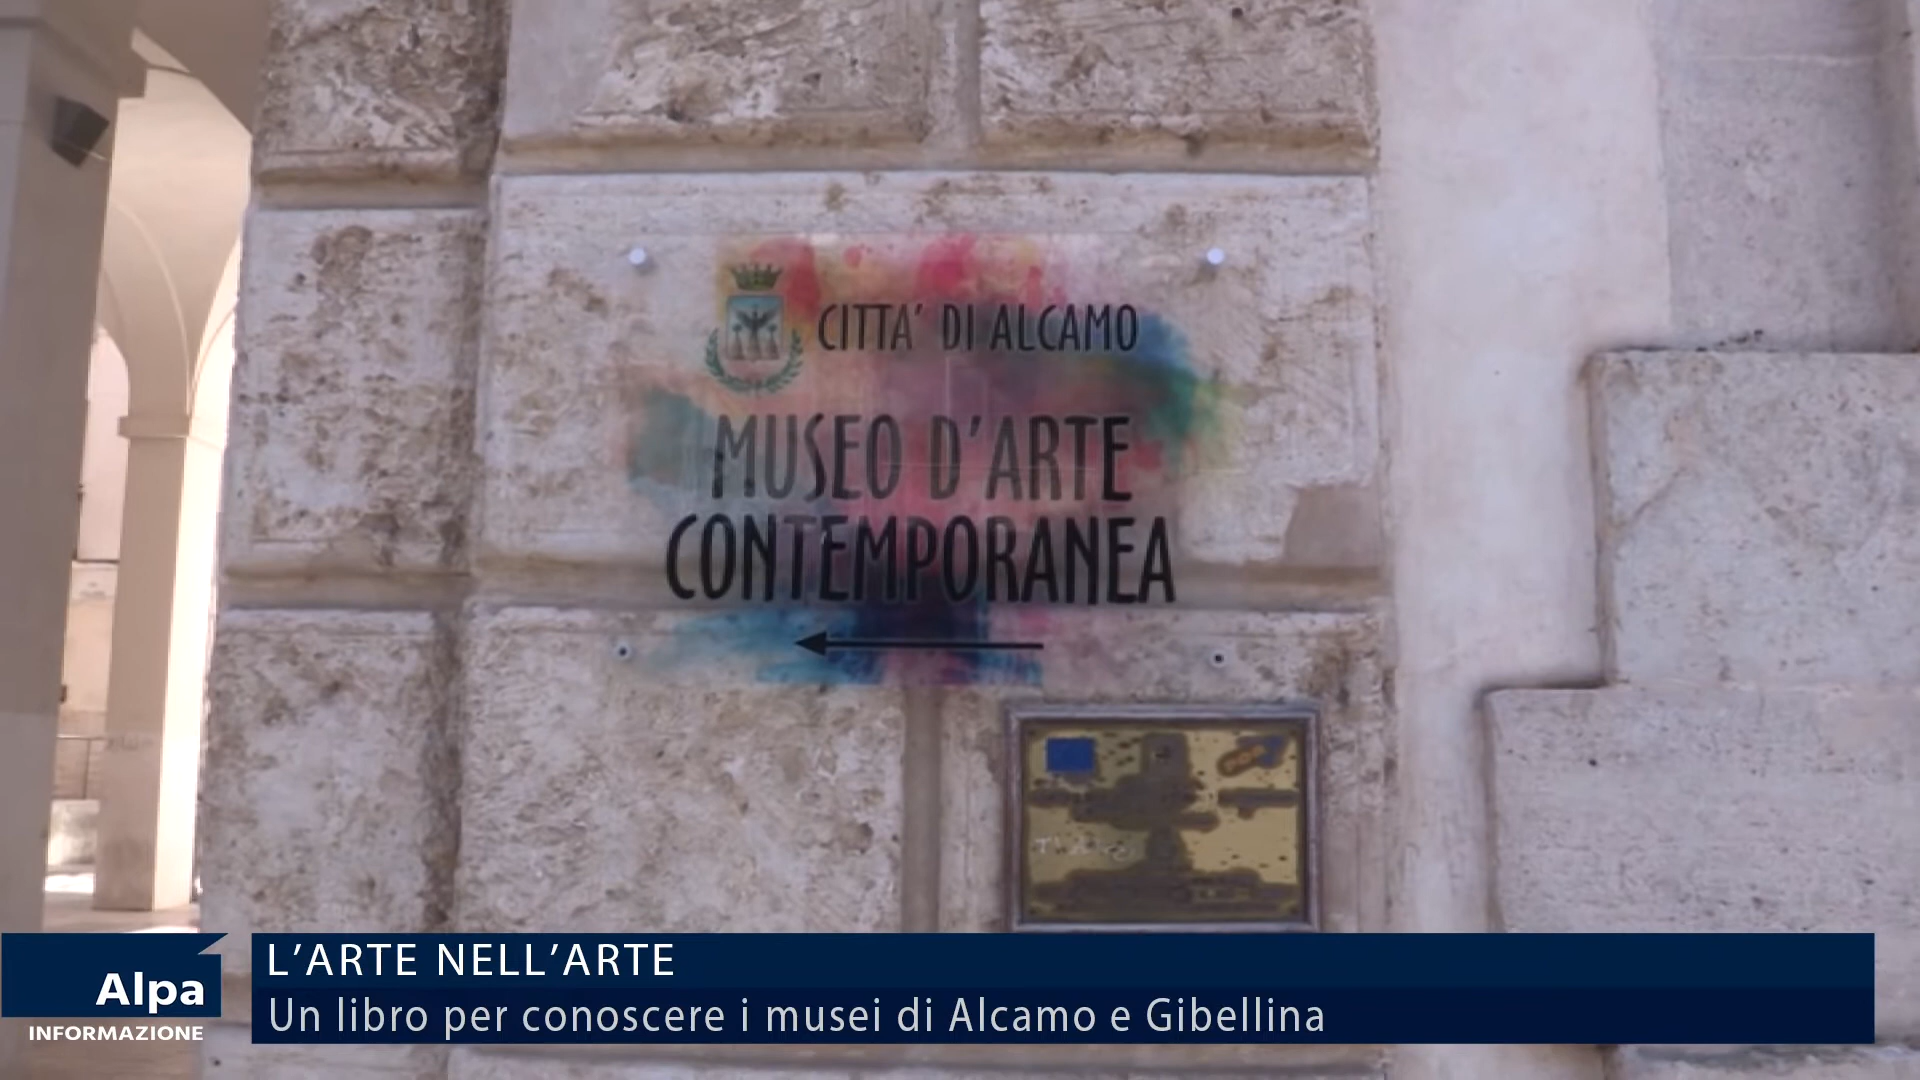 CITTA' DI ALCAMO
MUSEO D'ARTE
CONTEMPORANEA
L'ARTE NELL'ARTE
Un libro per conoscere i musei di Alcamo e Gibellina
Alpa
INFORMAZIONE